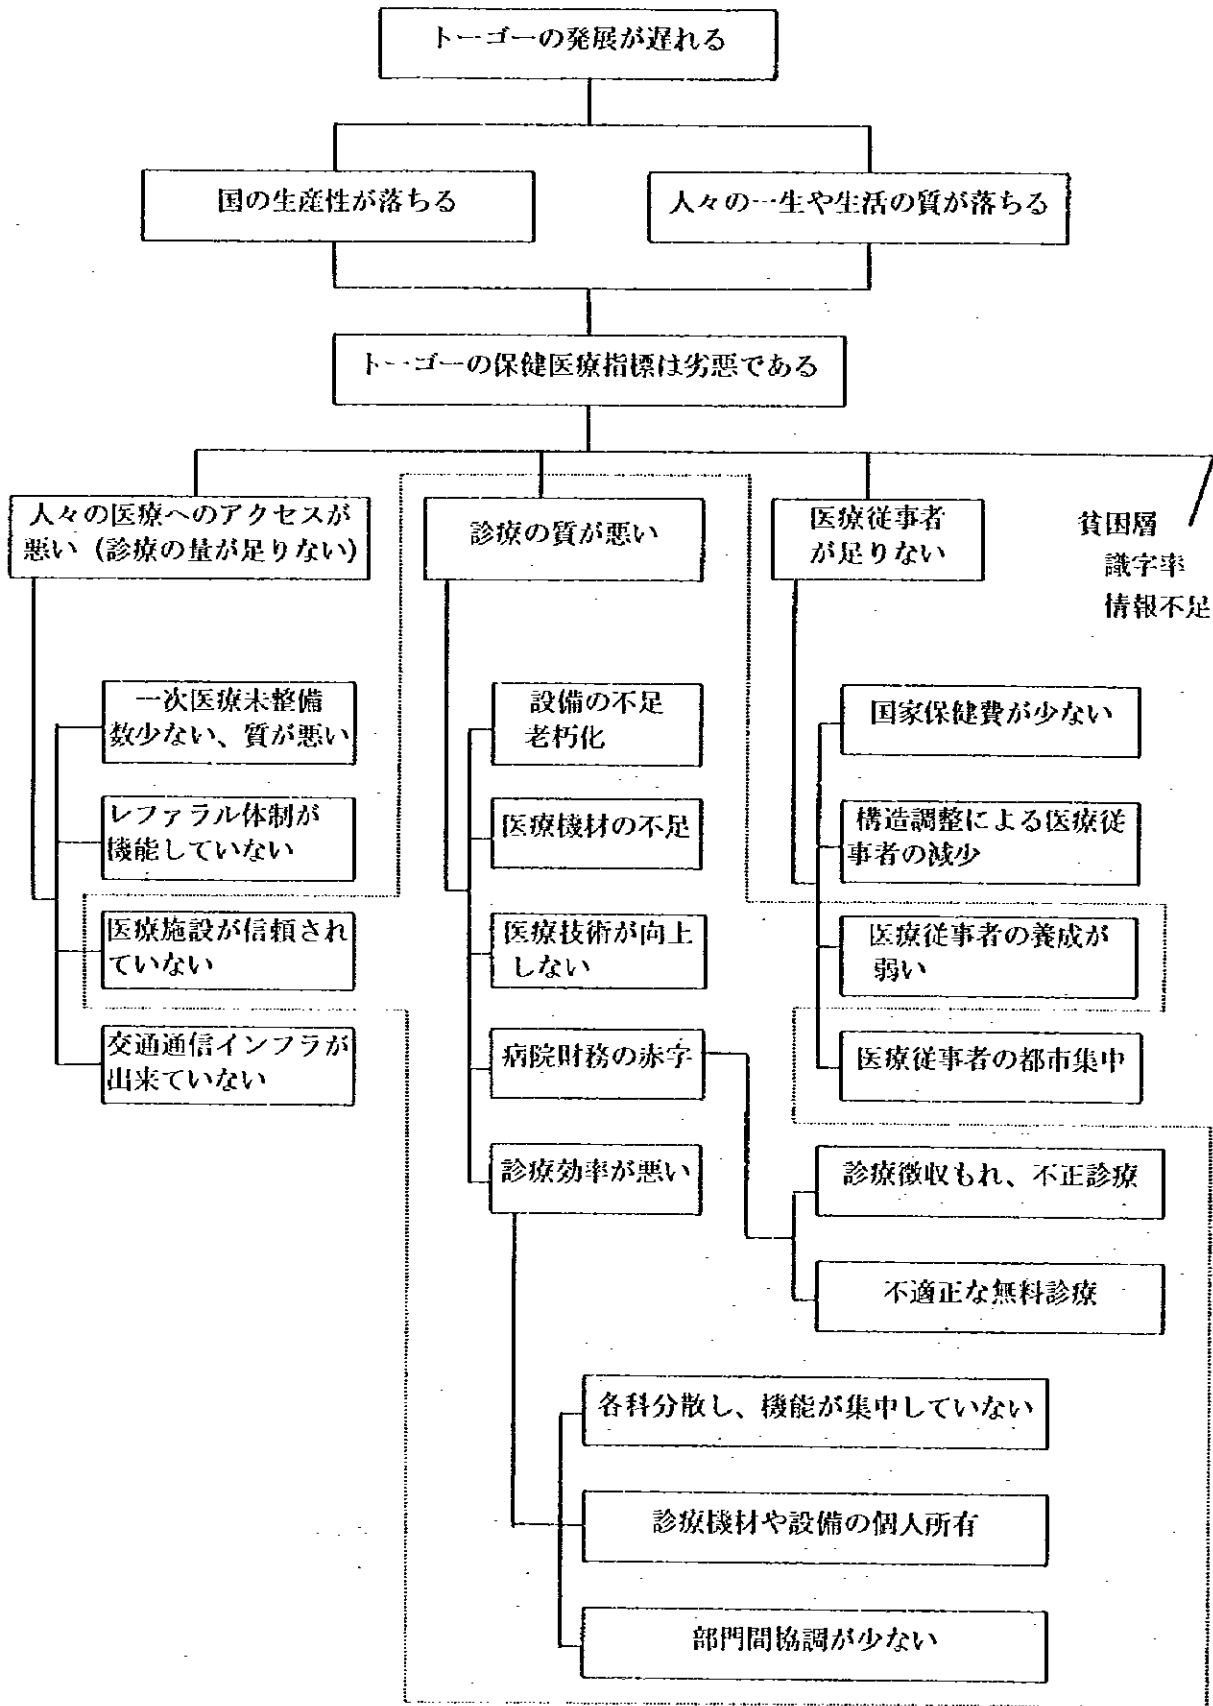 トーゴーの発展が遅れる
国の生産性が落ちる
人々の一生や生活の質が落ちる
トーゴーの保健医療指標は劣悪である
人々の医療へのアクセスが
悪い（診療の量が足りない）
診療の質が悪い
医療従事者
が足りない
貧困層
識字率
情報不足
一次医療未整備
数少ない、質が悪い
レファラル体制が
機能していない
医療施設が信頼され
ていない
交通通信インフラが
出来ていない
設備の不足
老朽化
医療機材の不足
医療技術が向上
しない
病院財務の赤字
診療効率が悪い
国家保健費が少ない
構造調整による医療従
事者の減少
医療従事者の養成が
弱い
医療従事者の都市集中
診療徴収もれ、不正診療
不適正な無料診療
各科分散し、機能が集中していない
診療機材や設備の個人所有
部門間協調が少ない